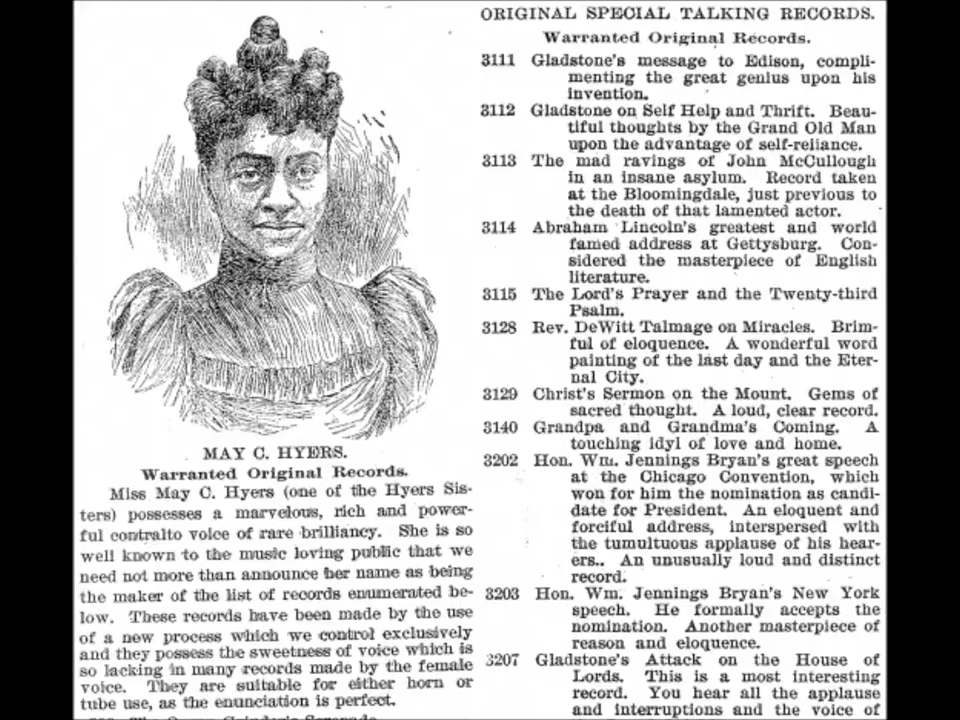 MAY C. HYERS.
Warranted Original Records.
Miss May C. Hyers (one of the Hyers Sis-
ters) possesses a marvelous, rich and power-
ful contralto voice of rare brilliancy. She is so
well known to the music loving public that we
need not more than announce her name as being
the maker of the list of records enumerated be-
low. These records have been made by the use
of a new process which we control exclusively
and they possess the sweetness of voice which is
so lacking in many records made by the female
voice. They are suitable for either horn or
tube use, as the enunciation is perfect.
ORIGINAL SPECIAL TALKING RECORDS.
Warranted Original Records.
3111 Gladstone's message to Edison, compli-
menting the great genius upon his
invention.
3112 Gladstone on Self Help and Thrift. Beau-
tiful thoughts by the Grand Old Man
upon the advantage of self-reliance.
3113 The mad ravings of John McCullough
in an insane asylum. Record taken
at the Bloomingdale, just previous to
the death of that lamented actor.
3114 Abraham Lincoln's greatest and world
famed address at Gettysburg. Con-
sidered the masterpiece of English
literature.
3115 The Lord's Prayer and the Twenty-third
Psalm.
3128 Rev. DeWitt Talmage on Miracles. Brim-
ful of eloquence. A wonderful word
painting of the last day and the Eter-
nal City.
3129 Christ's Sermon on the Mount. Gems of
sacred thought. A loud, clear record.
3140 Grandpa and Grandma's Coming. A
touching idyl of love and home.
3202 Hon. Wm. Jennings Bryan's great speech
at the Chicago Convention, which
won for him the nomination as candi-
date for President. An eloquent and
forciful address, interspersed with
the tumultuous applause of his hear-
ers.. An unusually loud and distinct
record.
3203 Hon. Wm. Jennings Bryan's New York
speech. He formally accepts the
nomination. Another masterpiece of
reason and eloquence.
3207 Gladstone's Attack on the House of
Lords. This is a most interesting
record. You hear all the applause
and interruptions and the voice of